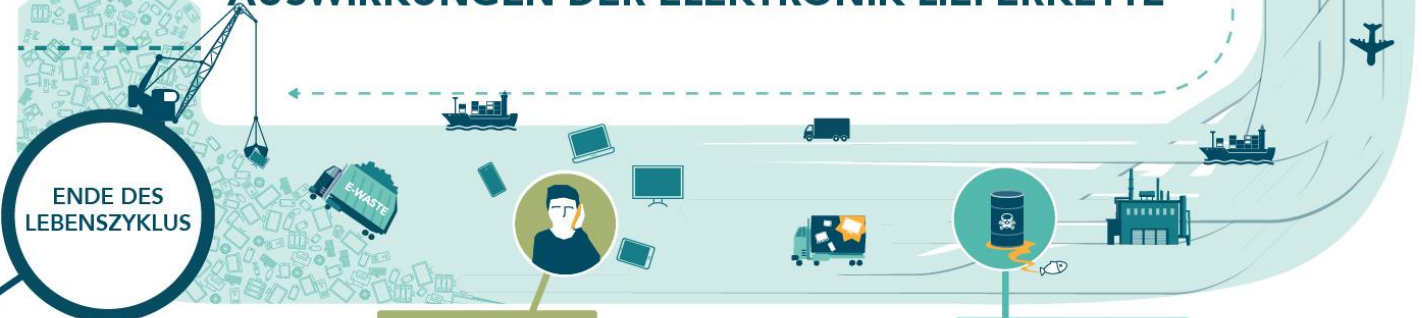 AUSWIRKUNGEN DER ELEKTRONIK-LIEFERKETTE
E-WASTE
ENDE DES
LEBENSZYKLUS